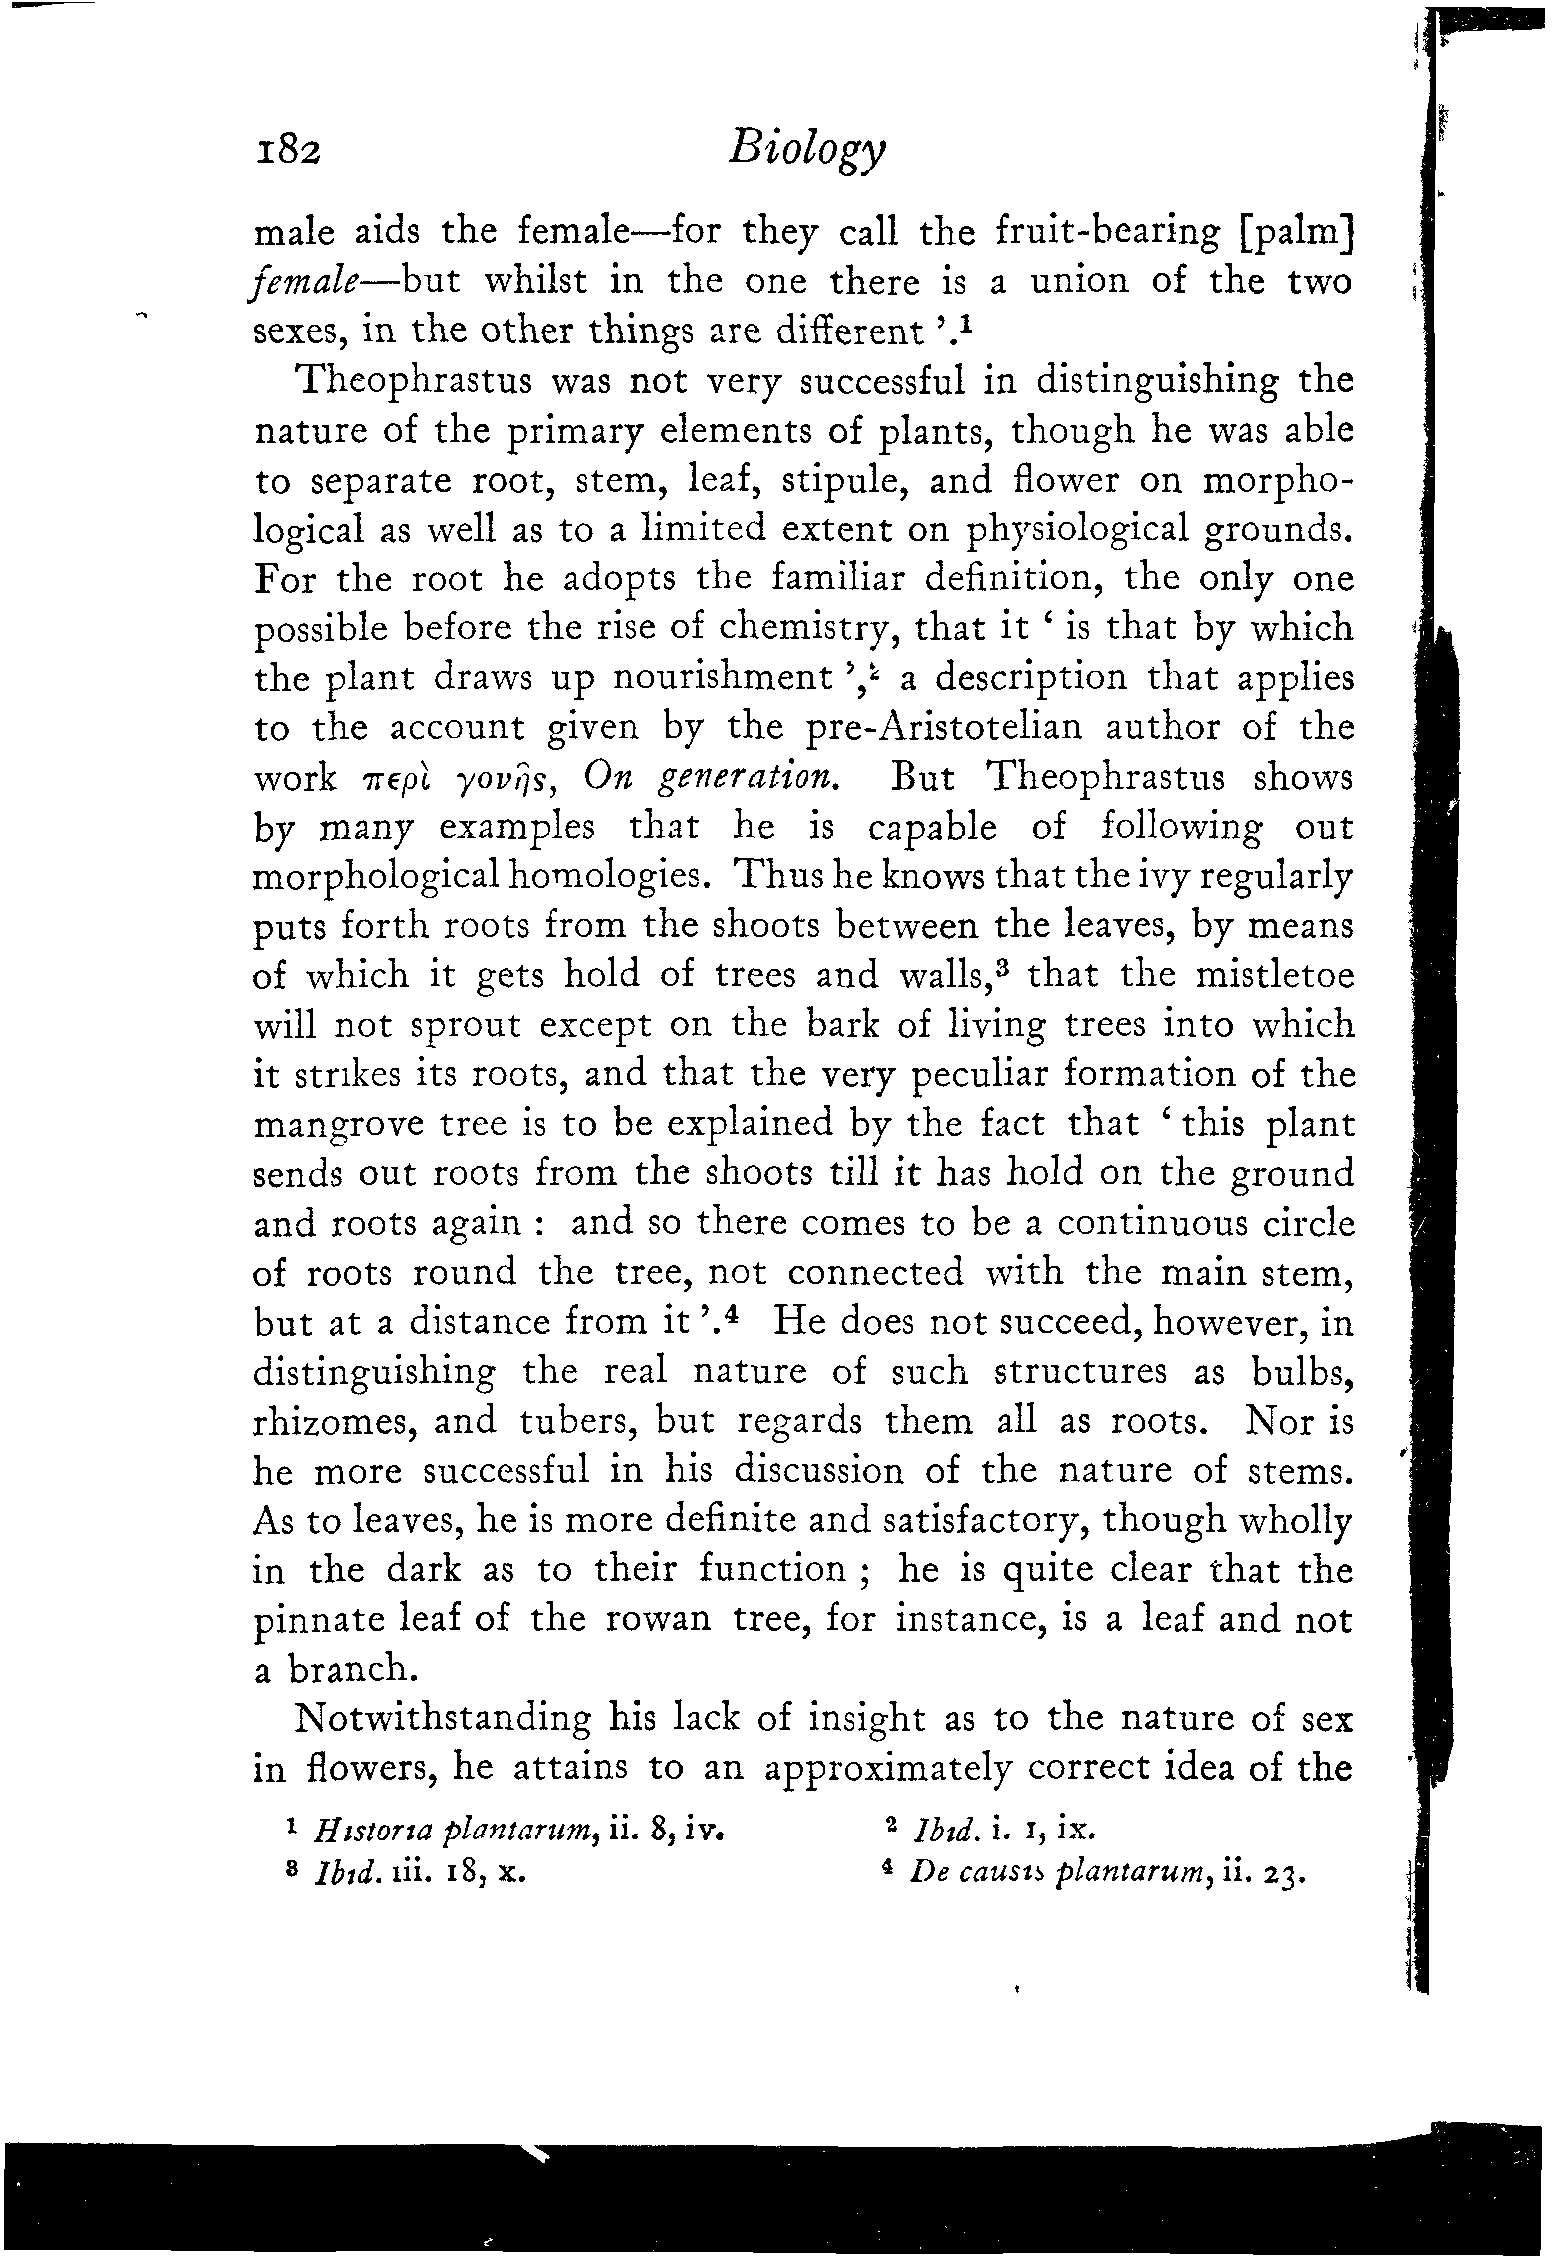 182 Biology
male aids the female—for they call the fruit-bearing [palm]
female—but whilst in the one there is a union of the two
sexes, in the other things are different ’.¹
Theophrastus was not very successful in distinguishing the
nature of the primary elements of plants, though he was able
to separate root, stem, leaf, stipule, and flower on morpho-
logical as well as to a limited extent on physiological grounds.
For the root he adopts the familiar definition, the only one
possible before the rise of chemistry, that it ‘ is that by which
the plant draws up nourishment ’,² a description that applies
to the account given by the pre-Aristotelian author of the
work περὶ γονῆς, On generation. But Theophrastus shows
by many examples that he is capable of following out
morphological homologies. Thus he knows that the ivy regularly
puts forth roots from the shoots between the leaves, by means
of which it gets hold of trees and walls,³ that the mistletoe
will not sprout except on the bark of living trees into which
it strikes its roots, and that the very peculiar formation of the
mangrove tree is to be explained by the fact that ‘ this plant
sends out roots from the shoots till it has hold on the ground
and roots again : and so there comes to be a continuous circle
of roots round the tree, not connected with the main stem,
but at a distance from it ’.⁴ He does not succeed, however, in
distinguishing the real nature of such structures as bulbs,
rhizomes, and tubers, but regards them all as roots. Nor is
he more successful in his discussion of the nature of stems.
As to leaves, he is more definite and satisfactory, though wholly
in the dark as to their function ; he is quite clear that the
pinnate leaf of the rowan tree, for instance, is a leaf and not
a branch.
Notwithstanding his lack of insight as to the nature of sex
in flowers, he attains to an approximately correct idea of the
¹ Historia plantarum, ii. 8, iv. ² Ibid. i. 1, ix.
³ Ibid. iii. 18, x. ⁴ De causis plantarum, ii. 23.